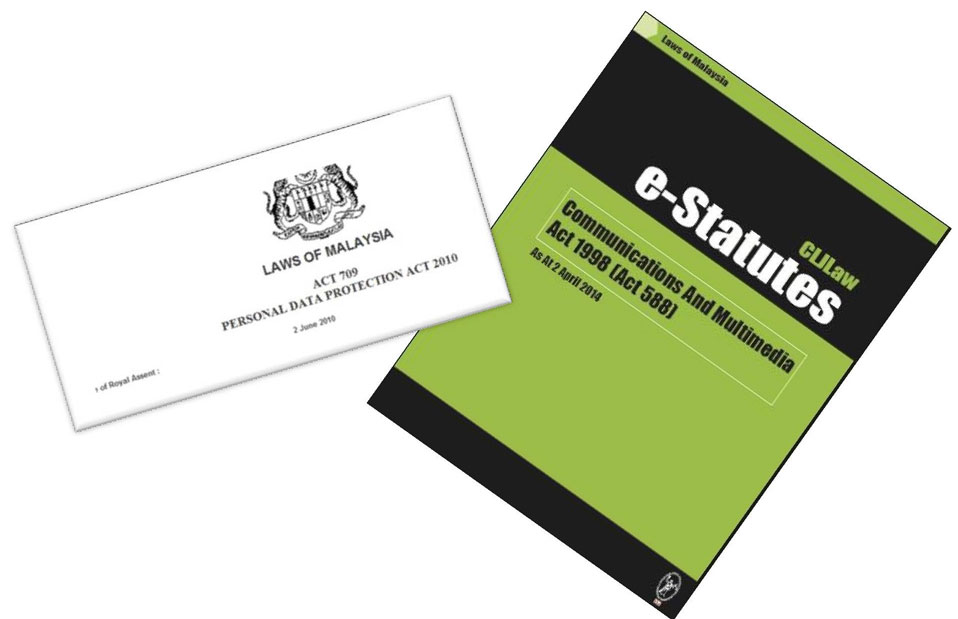 LAWS OF MALAYSIA
ACT 709
PERSONAL DATA PROTECTION ACT 2010
2 June 2010
of Royal Assent :
Laws of Malaysia
CLJLaw
e-Statutes
Communications And Multimedia
Act 1998 [Act 588]
As At 2 April 2014